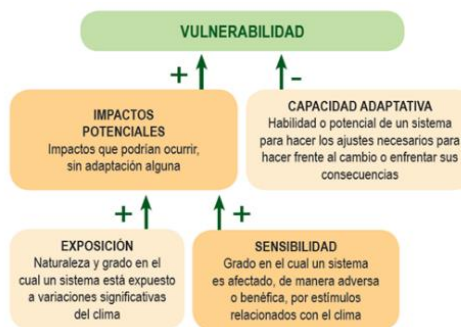 VULNERABILIDAD
+
-
IMPACTOS
POTENCIALES
Impactos que podrían ocurrir,
sin adaptación alguna
CAPACIDAD ADAPTATIVA
Habilidad o potencial de un sistema
para hacer los ajustes necesarios para
hacer frente al cambio o enfrentar sus
consecuencias
+
+
EXPOSICIÓN
Naturaleza y grado en el
cual un sistema está expuesto
a variaciones significativas
del clima
SENSIBILIDAD
Grado en el cual un sistema
es afectado, de manera adversa
o benéfica, por estímulos
relacionados con el clima